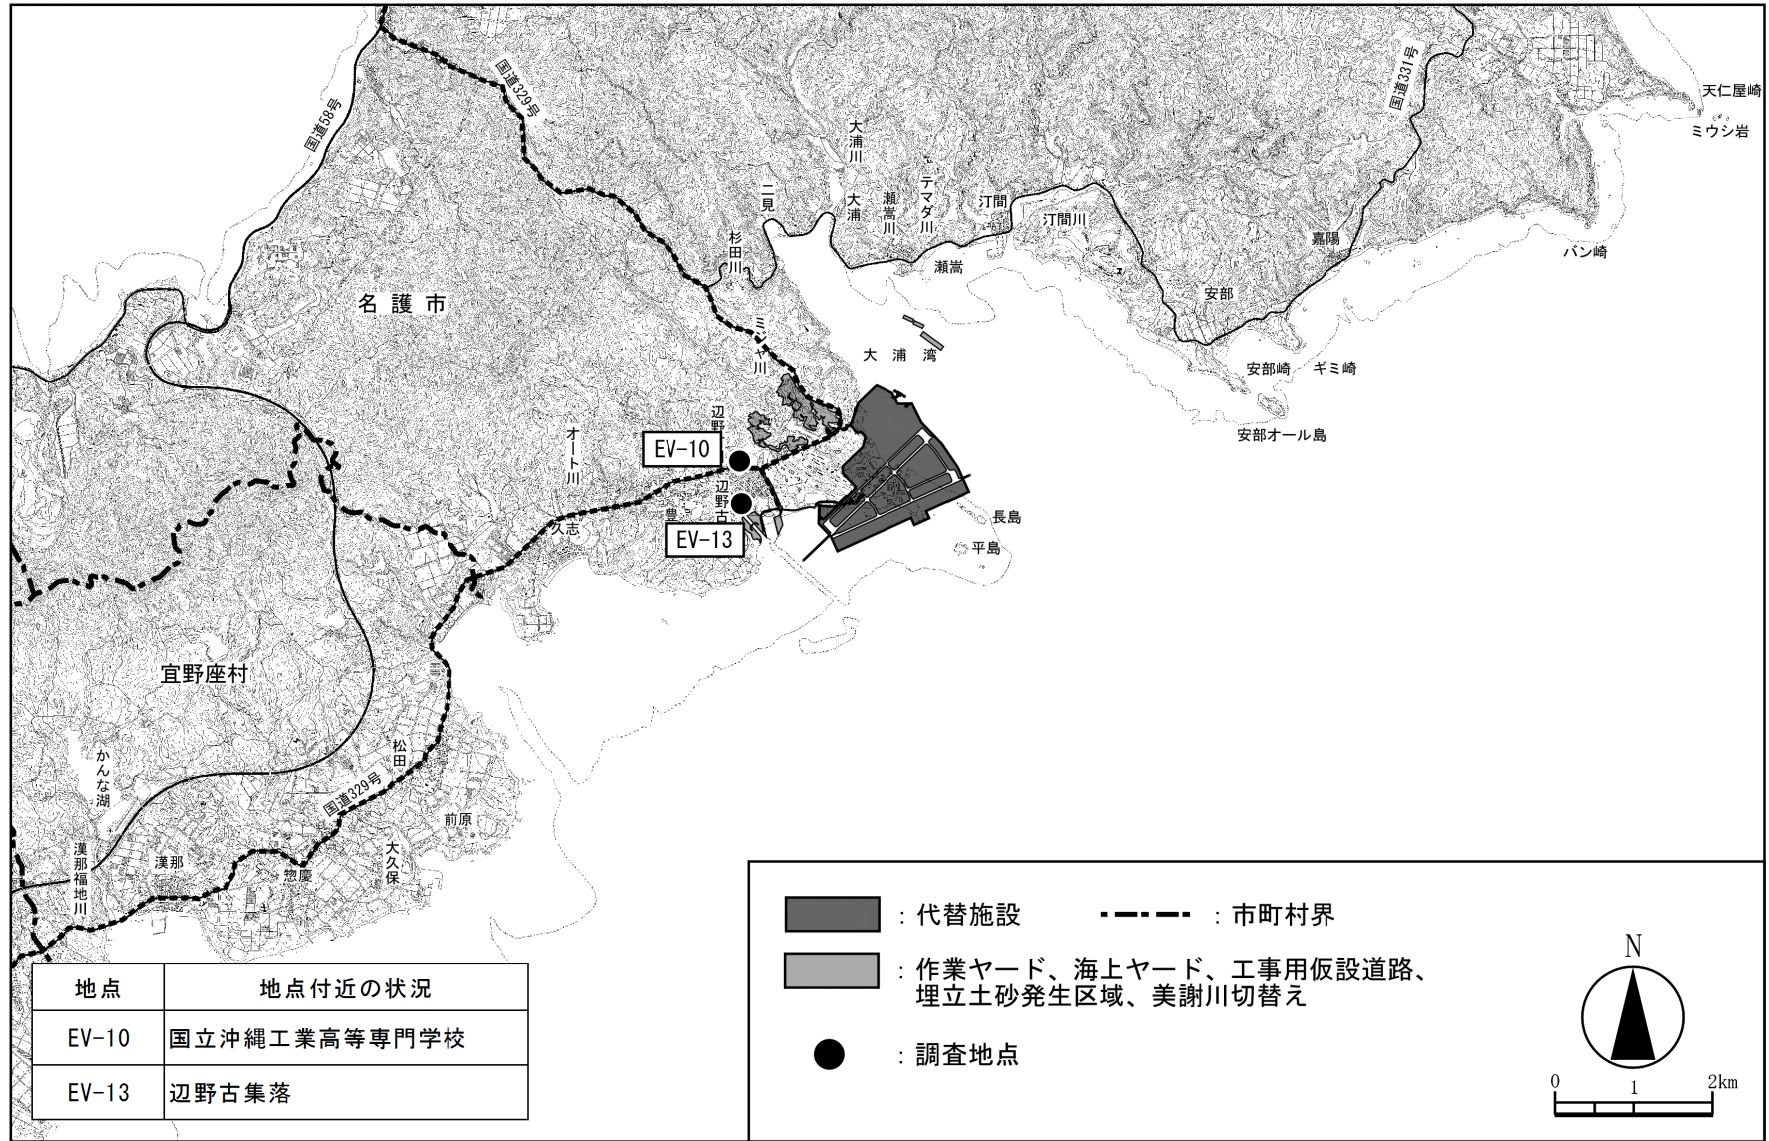 国道58号
国道329号
国道331号
天仁屋崎
ミウシ岩
バン崎
大浦川
二見
大浦
瀬嵩川
テマダ川
汀間
汀間川
嘉陽
杉田川
瀬嵩
安部
名護市
ミジャ川
大浦湾
安部崎
ギミ崎
安部オール島
オート川
辺野
EV-10
辺野古
豊
久志
EV-13
長島
平島
宜野座村
かんな湖
松田
国道329号
前原
大久保
漢那
惣慶
漢那福地川
地点 地点付近の状況
EV-10 国立沖縄工業高等専門学校
EV-13 辺野古集落
：代替施設
：市町村界
：作業ヤード、海上ヤード、工事用仮設道路、
埋立土砂発生区域、美謝川切替え
：調査地点
N
0 1 2km